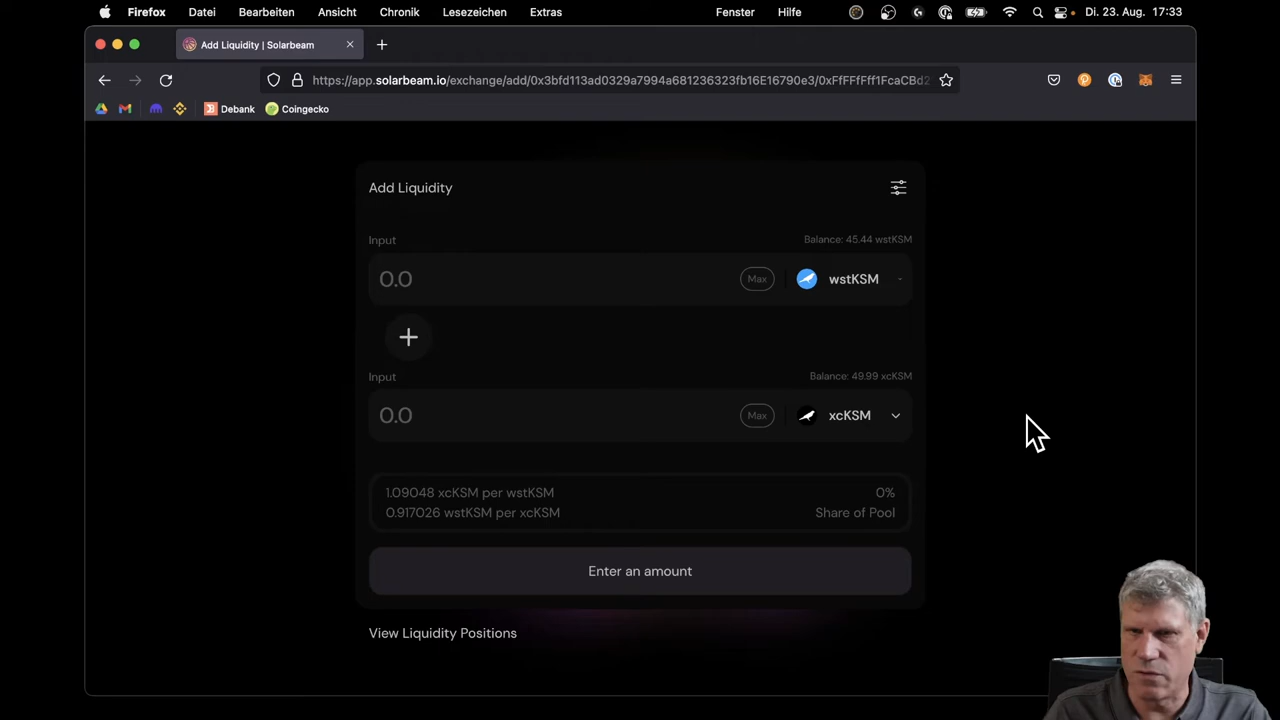 Firefox Datei Bearbeiten Ansicht Chronik Lesezeichen Extras Fenster Hilfe Di. 23. Aug. 17:33
Add Liquidity | Solarbeam
https://app.solarbeam.io/exchange/add/0x3bfd113ad0329a7994a681236323fb16E16790e3/0xFfFFfFff1FcaCBd2
Debank Coingecko
Add Liquidity
Input Balance: 45.44 wstKSM
0.0 Max wstKSM
Input Balance: 49.99 xcKSM
0.0 Max xcKSM
1.09048 xcKSM per wstKSM 0%
0.917026 wstKSM per xcKSM Share of Pool
Enter an amount
View Liquidity Positions